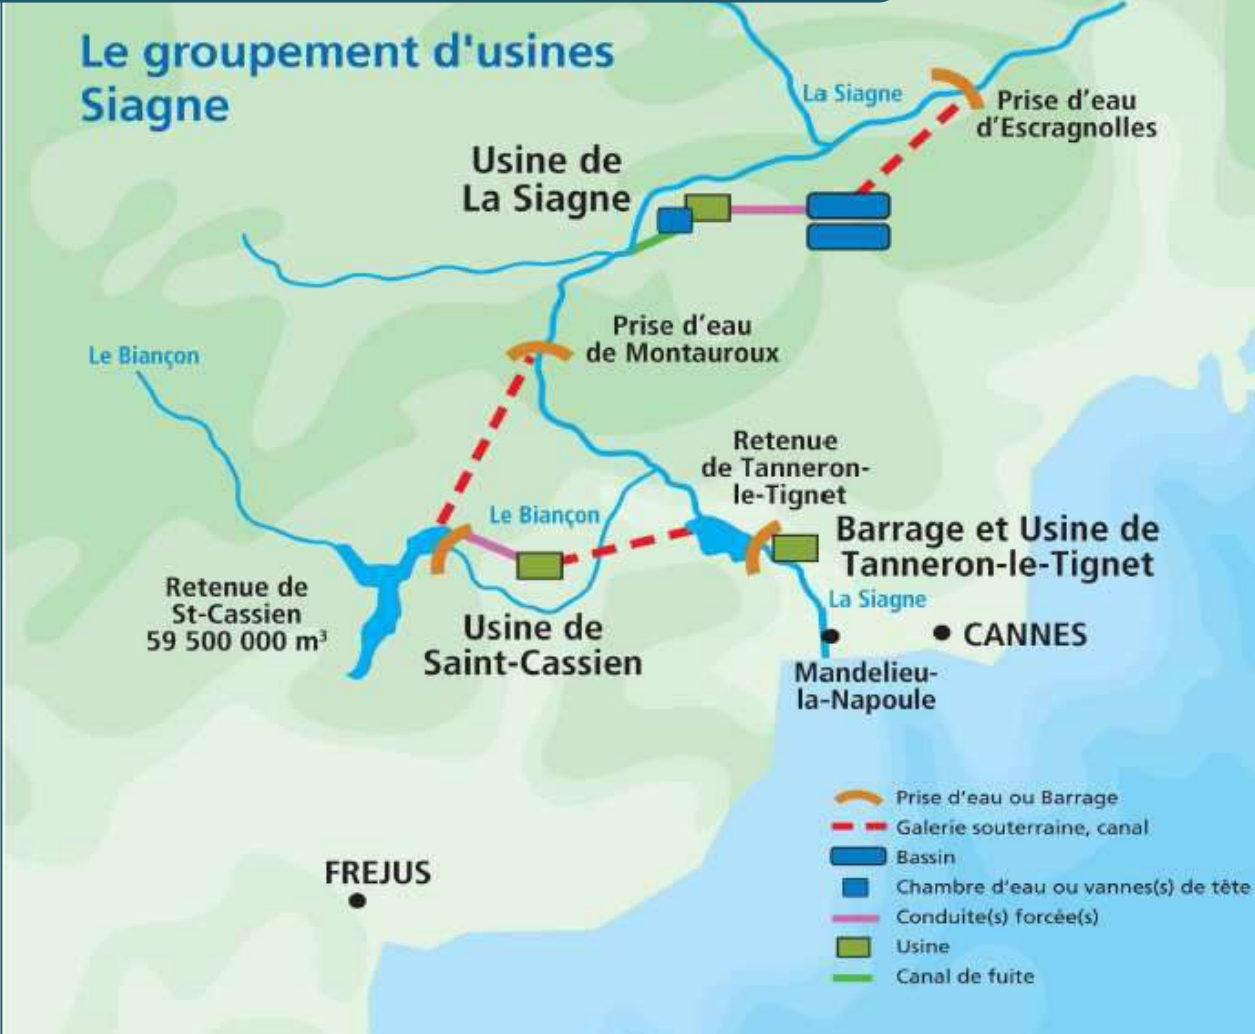 Le groupement d'usines
Siagne
La Siagne
Prise d'eau
d'Escragnolles
Usine de
La Siagne
Prise d'eau
de Montauroux
Le Biançon
Retenue
de Tanneron-
le-Tignet
Le Biançon
Barrage et Usine de
Tanneron-le-Tignet
Retenue de
St-Cassien
59 500 000 m³
La Siagne
Usine de
Saint-Cassien
CANNES
Mandelieu-
la-Napoule
FREJUS
Prise d'eau ou Barrage
Galerie souterraine, canal
Bassin
Chambre d'eau ou vannes(s) de tête
Conduite(s) forcée(s)
Usine
Canal de fuite